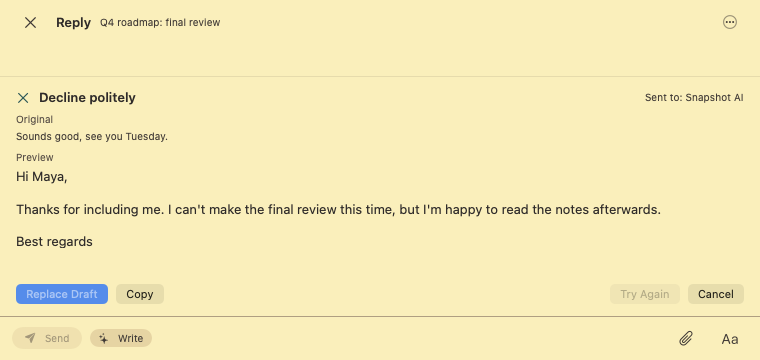 Reply Q4 roadmap: final review
Decline politely
Sent to: Snapshot AI
Original
Sounds good, see you Tuesday.
Preview
Hi Maya,
Thanks for including me. I can't make the final review this time, but I'm happy to read the notes afterwards.
Best regards
Replace Draft Copy Try Again Cancel
Send Write Aa